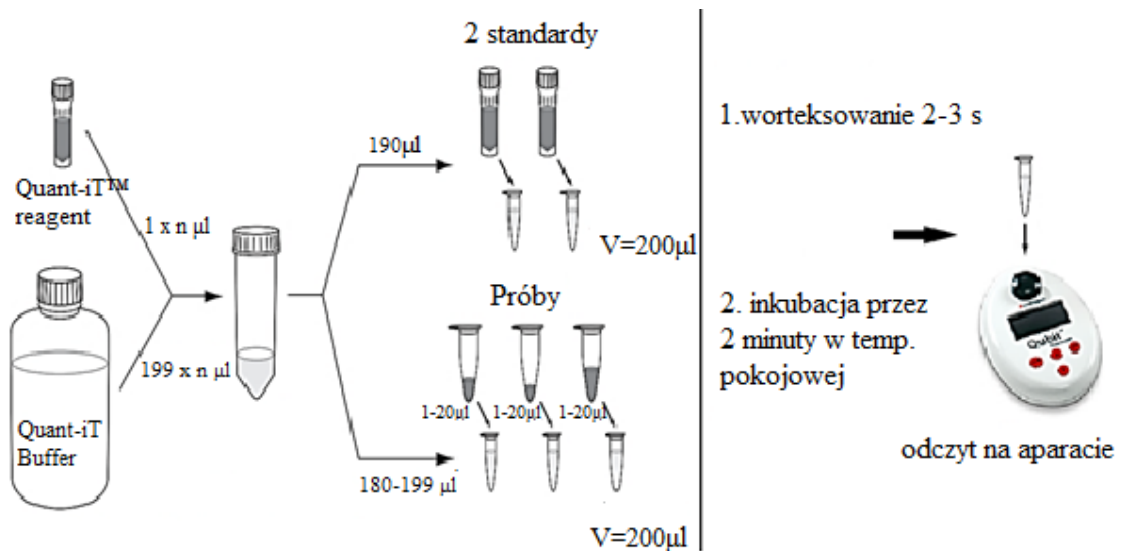 2 standardy
Quant-iT™
reagent
1 x n µl
190µl
V=200µl
199 x n µl
Quant-iT
Buffer
Próby
1-20µl 1-20µl 1-20µl
180-199 µl
V=200µl
1.worteksowanie 2-3 s
2. inkubacja przez
2 minuty w temp.
pokojowej
Qubit™
odczyt na aparacie